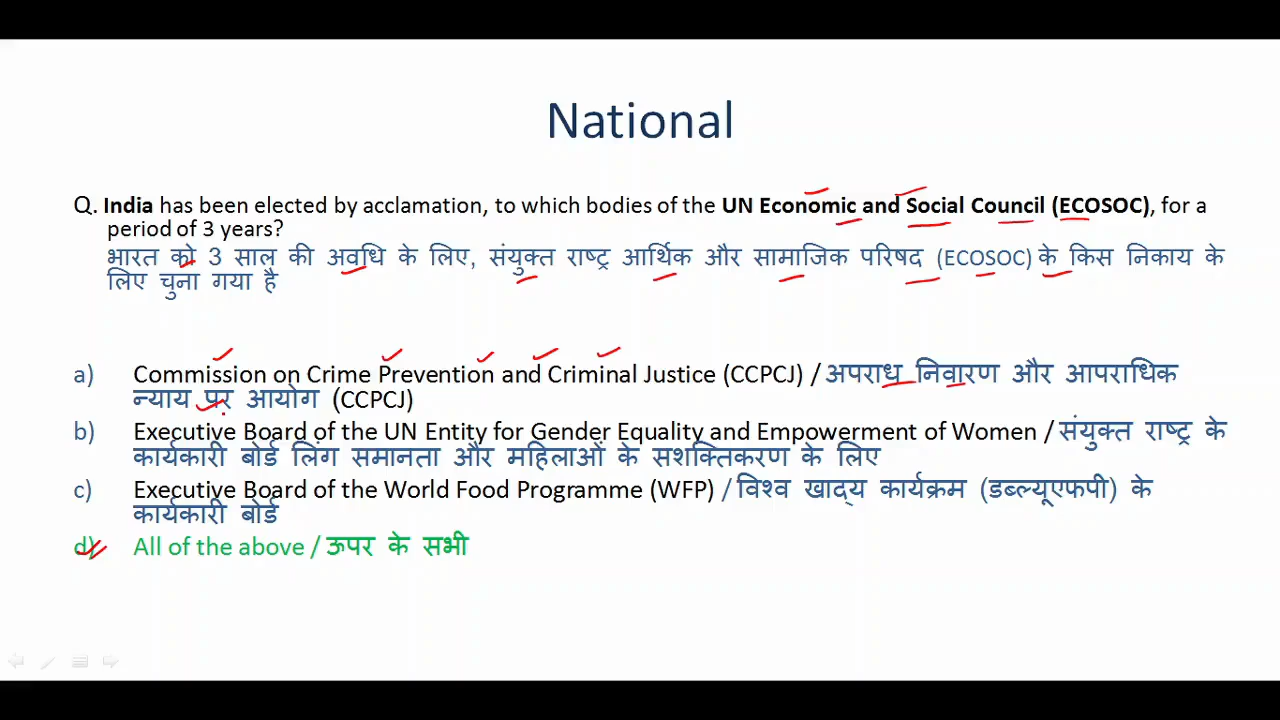 National
Q. India has been elected by acclamation, to which bodies of the UN Economic and Social Council (ECOSOC), for a
period of 3 years?
भारत को 3 साल की अवधि के लिए, संयुक्त राष्ट्र आर्थिक और सामाजिक परिषद (ECOSOC) के किस निकाय के
लिए चुना गया है
a) Commission on Crime Prevention and Criminal Justice (CCPCJ) / अपराध निवारण और आपराधिक
न्याय पर आयोग (CCPCJ)
b) Executive Board of the UN Entity for Gender Equality and Empowerment of Women / संयुक्त राष्ट्र के
कार्यकारी बोर्ड लिंग समानता और महिलाओं के सशक्तिकरण के लिए
c) Executive Board of the World Food Programme (WFP) / विश्व खाद्य कार्यक्रम (डब्ल्यूएफपी) के
कार्यकारी बोर्ड
d) All of the above / ऊपर के सभी